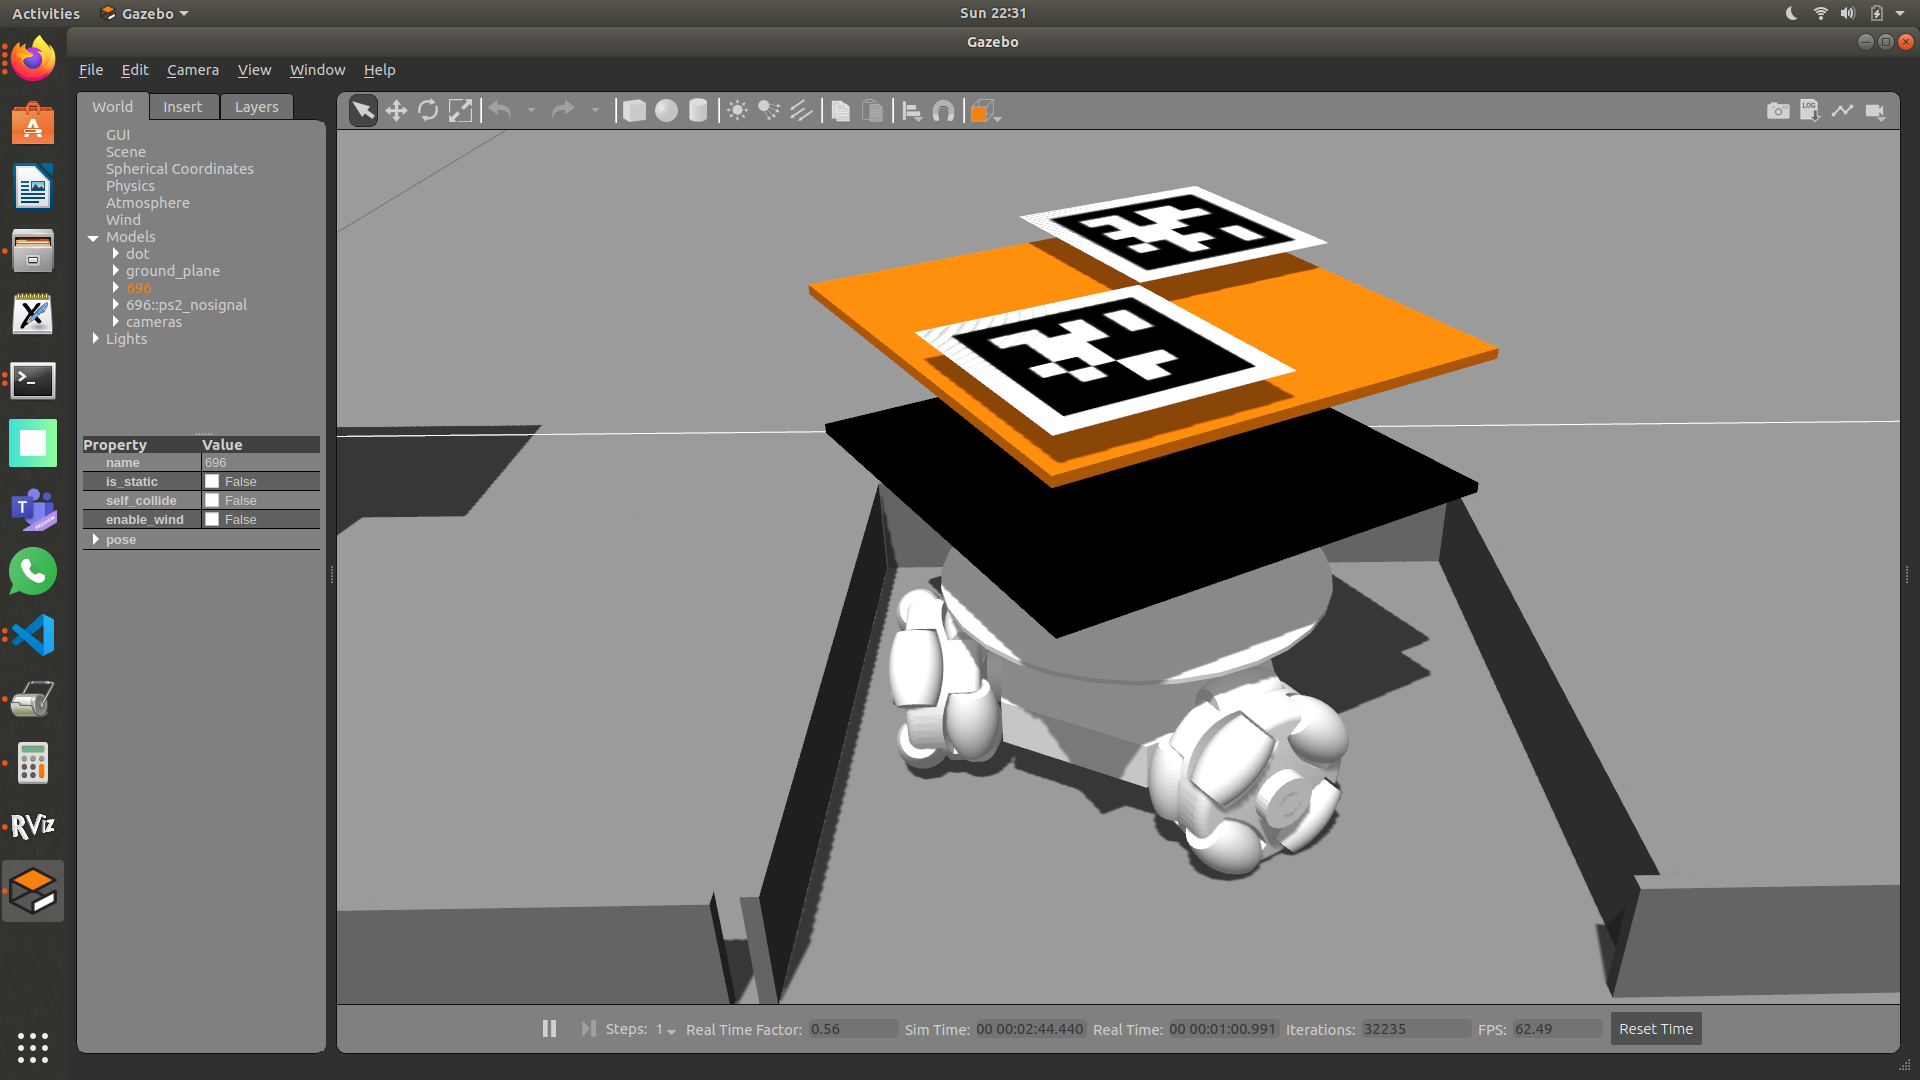 Activities Gazebo Sun 22:31
Gazebo
File Edit Camera View Window Help
World Insert Layers
GUI
Scene
Spherical Coordinates
Physics
Atmosphere
Wind
Models
dot
ground_plane
696
696::ps2_nosignal
cameras
Lights
Property Value
name 696
is_static False
self_collide False
enable_wind False
pose
LOG
T
PREVIEW
RViz
Steps: 1 Real Time Factor: 0.56 Sim Time: 00 00:02:44.440 Real Time: 00 00:01:00.991 Iterations: 32235 FPS: 62.49 Reset Time